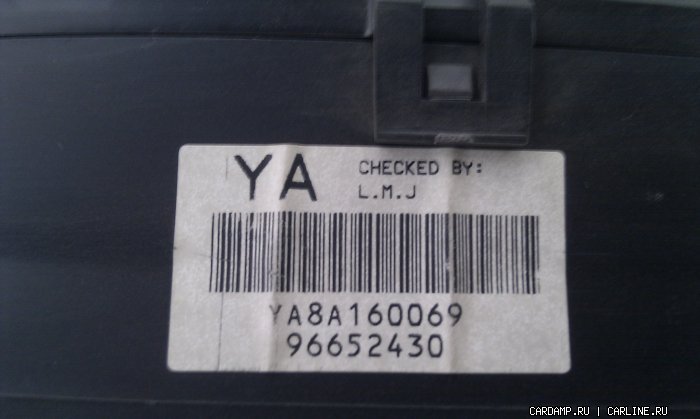 YA
CHECKED BY:
L.M.J
YA8A160069
96652430
CARDAMP.RU | CARLINE.RU